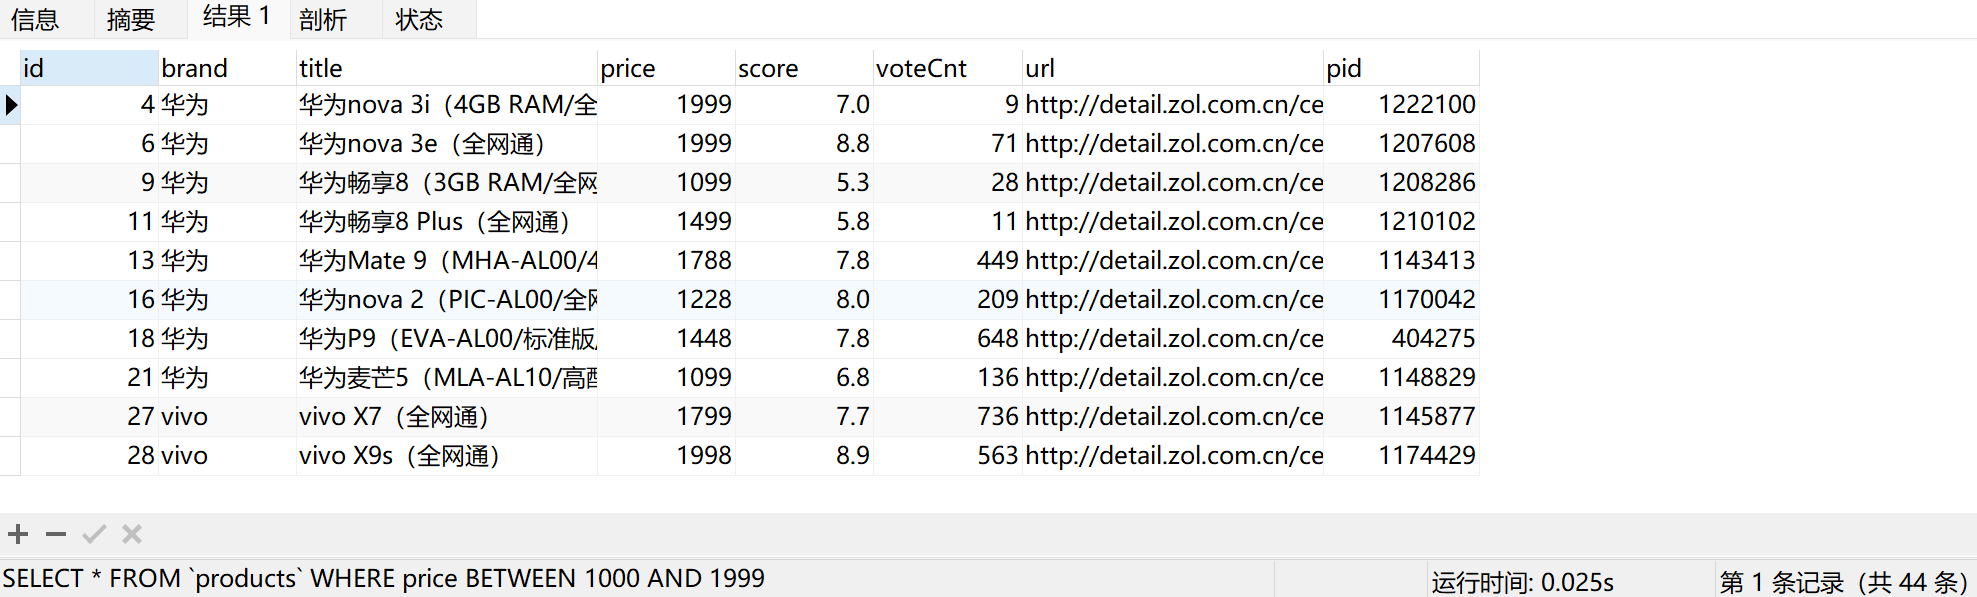 信息 摘要 结果 1 剖析 状态
id brand title price score voteCnt url pid
4 华为 华为nova 3i（4GB RAM/全 1999 7.0 9 http://detail.zol.com.cn/ce 1222100
6 华为 华为nova 3e（全网通） 1999 8.8 71 http://detail.zol.com.cn/ce 1207608
9 华为 华为畅享8（3GB RAM/全网 1099 5.3 28 http://detail.zol.com.cn/ce 1208286
11 华为 华为畅享8 Plus（全网通） 1499 5.8 11 http://detail.zol.com.cn/ce 1210102
13 华为 华为Mate 9（MHA-AL00/4 1788 7.8 449 http://detail.zol.com.cn/ce 1143413
16 华为 华为nova 2（PIC-AL00/全网 1228 8.0 209 http://detail.zol.com.cn/ce 1170042
18 华为 华为P9（EVA-AL00/标准版/ 1448 7.8 648 http://detail.zol.com.cn/ce 404275
21 华为 华为麦芒5（MLA-AL10/高配 1099 6.8 136 http://detail.zol.com.cn/ce 1148829
27 vivo vivo X7（全网通） 1799 7.7 736 http://detail.zol.com.cn/ce 1145877
28 vivo vivo X9s（全网通） 1998 8.9 563 http://detail.zol.com.cn/ce 1174429
SELECT * FROM `products` WHERE price BETWEEN 1000 AND 1999 运行时间: 0.025s 第 1 条记录（共 44 条）